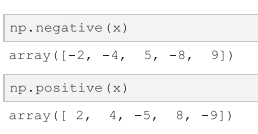 np.negative(x)
array([-2, -4,  5, -8,  9])
np.positive(x)
array([ 2,  4, -5,  8, -9])